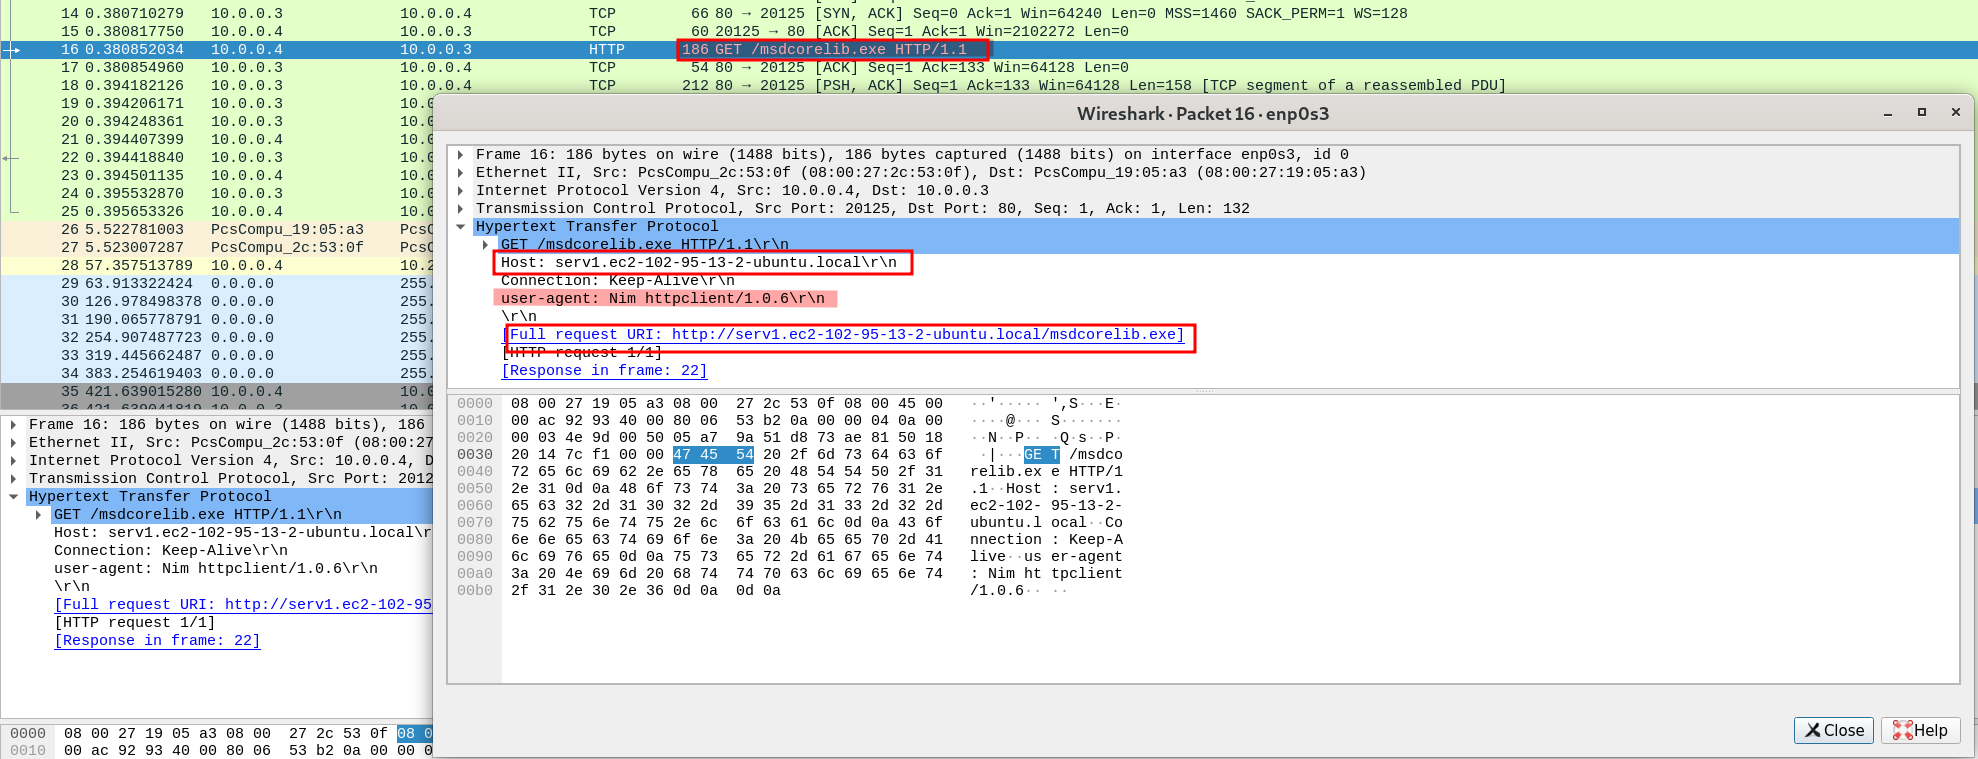 14 0.380710279 10.0.0.3 10.0.0.4 TCP 66 80 → 20125 [SYN, ACK] Seq=0 Ack=1 Win=64240 Len=0 MSS=1460 SACK_PERM=1 WS=128
15 0.380817750 10.0.0.4 10.0.0.3 TCP 60 20125 → 80 [ACK] Seq=1 Ack=1 Win=2102272 Len=0
16 0.380852034 10.0.0.4 10.0.0.3 HTTP 186 GET /msdcorelib.exe HTTP/1.1
17 0.380854960 10.0.0.3 10.0.0.4 TCP 54 80 → 20125 [ACK] Seq=1 Ack=133 Win=64128 Len=0
18 0.394182126 10.0.0.3 10.0.0.4 TCP 212 80 → 20125 [PSH, ACK] Seq=1 Ack=133 Win=64128 Len=158 [TCP segment of a reassembled PDU]
19 0.394206171 10.0.0.3 10.0.
20 0.394248361 10.0.0.3 10.0.
21 0.394407399 10.0.0.4 10.0.
22 0.394418840 10.0.0.3 10.0.
23 0.394501135 10.0.0.4 10.0.
24 0.395532870 10.0.0.3 10.0.
25 0.395653326 10.0.0.4 10.0.
26 5.522781003 PcsCompu_19:05:a3 PcsC
27 5.523007287 PcsCompu_2c:53:0f PcsC
28 57.357513789 10.0.0.4 10.2
29 63.913322424 0.0.0.0 255.
30 126.978498378 0.0.0.0 255.
31 190.065778791 0.0.0.0 255.
32 254.907487723 0.0.0.0 255.
33 319.445662487 0.0.0.0 255.
34 383.254619403 0.0.0.0 255.
35 421.639015280 10.0.0.4 10.0
36 421.639041819 10.0.0.3 10.0
Frame 16: 186 bytes on wire (1488 bits), 186
Ethernet II, Src: PcsCompu_2c:53:0f (08:00:27
Internet Protocol Version 4, Src: 10.0.0.4, D
Transmission Control Protocol, Src Port: 2012
Hypertext Transfer Protocol
GET /msdcorelib.exe HTTP/1.1\r\n
Host: serv1.ec2-102-95-13-2-ubuntu.local\r
Connection: Keep-Alive\r\n
user-agent: Nim httpclient/1.0.6\r\n
\r\n
[Full request URI: http://serv1.ec2-102-95
[HTTP request 1/1]
[Response in frame: 22]
0000 08 00 27 19 05 a3 08 00 27 2c 53 0f 08 0
0010 00 ac 92 93 40 00 80 06 53 b2 0a 00 00 0
Wireshark · Packet 16 · enp0s3
Frame 16: 186 bytes on wire (1488 bits), 186 bytes captured (1488 bits) on interface enp0s3, id 0
Ethernet II, Src: PcsCompu_2c:53:0f (08:00:27:2c:53:0f), Dst: PcsCompu_19:05:a3 (08:00:27:19:05:a3)
Internet Protocol Version 4, Src: 10.0.0.4, Dst: 10.0.0.3
Transmission Control Protocol, Src Port: 20125, Dst Port: 80, Seq: 1, Ack: 1, Len: 132
Hypertext Transfer Protocol
GET /msdcorelib.exe HTTP/1.1\r\n
Host: serv1.ec2-102-95-13-2-ubuntu.local\r\n
Connection: Keep-Alive\r\n
user-agent: Nim httpclient/1.0.6\r\n
\r\n
[Full request URI: http://serv1.ec2-102-95-13-2-ubuntu.local/msdcorelib.exe]
[HTTP request 1/1]
[Response in frame: 22]
0000 08 00 27 19 05 a3 08 00 27 2c 53 0f 08 00 45 00 ··'····· ',S···E·
0010 00 ac 92 93 40 00 80 06 53 b2 0a 00 00 04 0a 00 ····@··· S·······
0020 00 03 4e 9d 00 50 05 a7 9a 51 d8 73 ae 81 50 18 ··N··P·· ·Q·s··P·
0030 20 14 7c f1 00 00 47 45 54 20 2f 6d 73 64 63 6f ·|···GE T /msdco
0040 72 65 6c 69 62 2e 65 78 65 20 48 54 54 50 2f 31 relib.ex e HTTP/1
0050 2e 31 0d 0a 48 6f 73 74 3a 20 73 65 72 76 31 2e .1··Host : serv1.
0060 65 63 32 2d 31 30 32 2d 39 35 2d 31 33 2d 32 2d ec2-102- 95-13-2-
0070 75 62 75 6e 74 75 2e 6c 6f 63 61 6c 0d 0a 43 6f ubuntu.l ocal··Co
0080 6e 6e 65 63 74 69 6f 6e 3a 20 4b 65 65 70 2d 41 nnection : Keep-A
0090 6c 69 76 65 0d 0a 75 73 65 72 2d 61 67 65 6e 74 live··us er-agent
00a0 3a 20 4e 69 6d 20 68 74 74 70 63 6c 69 65 6e 74 : Nim ht tpclient
00b0 2f 31 2e 30 2e 36 0d 0a 0d 0a /1.0.6·· ··
Close
Help